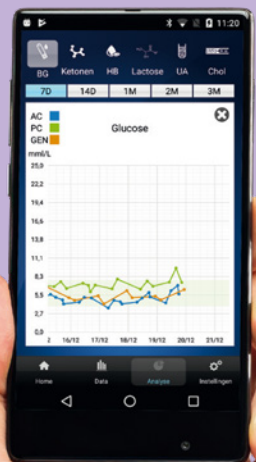 11:20
BG Ketonen HB Lactose UA Chol
7D 14D 1M 2M 3M
AC
PC
GEN
Glucose
mml/L
25,0
22,2
19,4
16,6
13,8
11,1
8,3
5,5
2,7
0,0
2 16/12 17/12 18/12 19/12 20/12 21/12
Home Data Analyse Instellingen